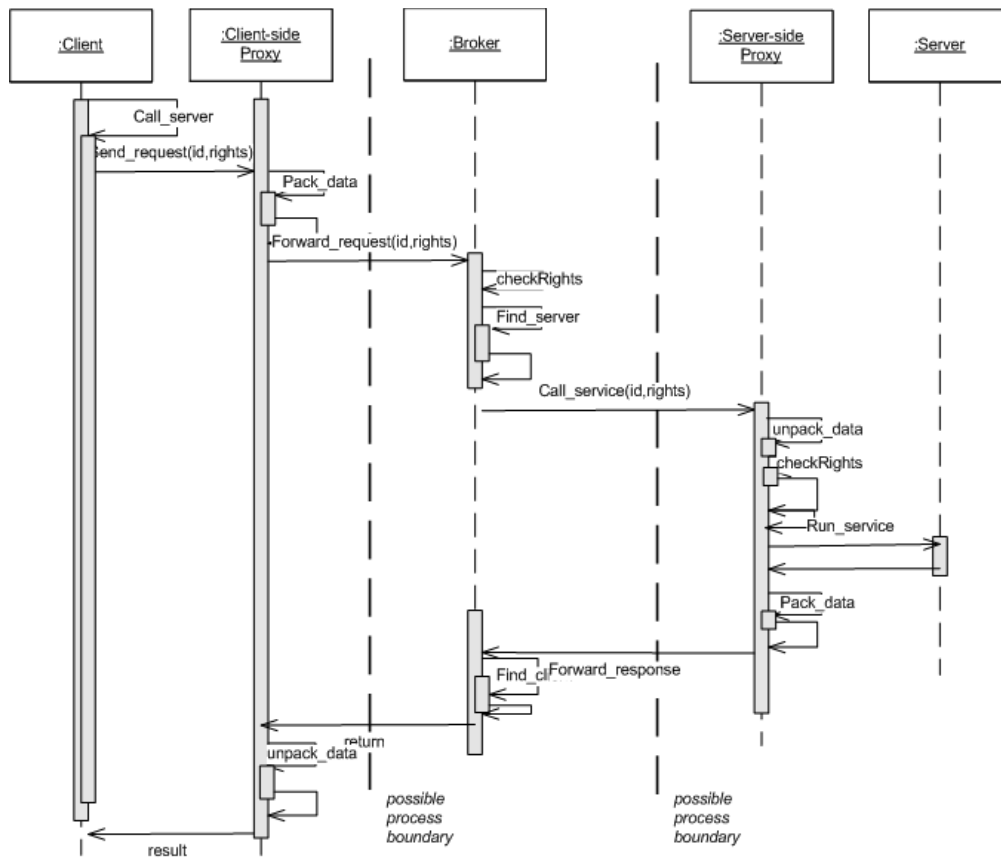 :Client
:Client-side
Proxy
:Broker
:Server-side
Proxy
:Server
Call_server
Send_request(id,rights)
Pack_data
Forward_request(id,rights)
checkRights
Find_server
Call_service(id,rights)
unpack_data
checkRights
Run_service
Pack_data
Forward_response
return
unpack_data
possible
process
boundary
possible
process
boundary
result